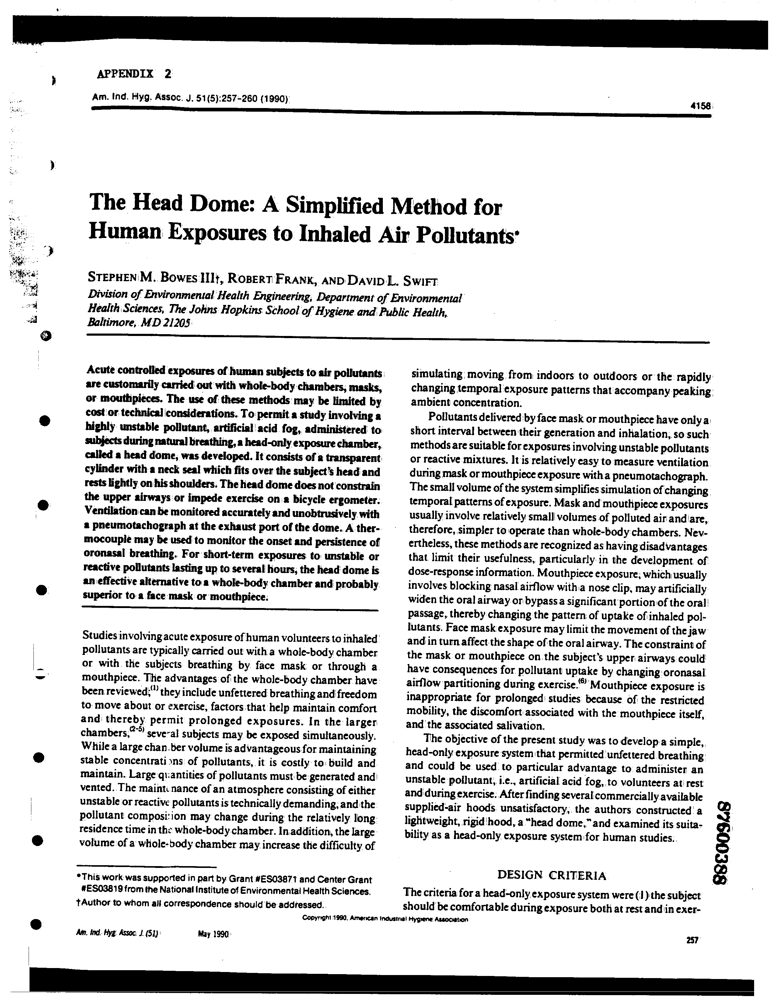 APPENDIX 2
Am. Ind. Hyg. Assoc. J. 51(5):257-260 (1990)
4158
The Head Dome: A Simplified Method for
Human Exposures to Inhaled Air Pollutants*
STEPHEN M. BOWES III†, ROBERT FRANK, AND DAVID L. SWIFT
Division of Environmental Health Engineering, Department of Environmental
Health Sciences, The Johns Hopkins School of Hygiene and Public Health,
Baltimore, MD 21205
Acute controlled exposures of human subjects to air pollutants
are customarily carried out with whole-body chambers, masks,
or mouthpieces. The use of these methods may be limited by
cost or technical considerations. To permit a study involving a
highly unstable pollutant, artificial acid fog, administered to
subjects during natural breathing, a head-only exposure chamber,
called a head dome, was developed. It consists of a transparent
cylinder with a neck seal which fits over the subject's head and
rests lightly on his shoulders. The head dome does not constrain
the upper airways or impede exercise on a bicycle ergometer.
Ventilation can be monitored accurately and unobtrusively with
a pneumotachograph at the exhaust port of the dome. A ther-
mocouple may be used to monitor the onset and persistence of
oronasal breathing. For short-term exposures to unstable or
reactive pollutants lasting up to several hours, the head dome is
an effective alternative to a whole-body chamber and probably
superior to a face mask or mouthpiece.
Studies involving acute exposure of human volunteers to inhaled
pollutants are typically carried out with a whole-body chamber
or with the subjects breathing by face mask or through a
mouthpiece. The advantages of the whole-body chamber have
been reviewed;(1) they include unfettered breathing and freedom
to move about or exercise, factors that help maintain comfort
and thereby permit prolonged exposures. In the larger
chambers,(2-5) several subjects may be exposed simultaneously.
While a large chamber volume is advantageous for maintaining
stable concentrations of pollutants, it is costly to build and
maintain. Large quantities of pollutants must be generated and
vented. The maintenance of an atmosphere consisting of either
unstable or reactive pollutants is technically demanding, and the
pollutant composition may change during the relatively long
residence time in the whole-body chamber. In addition, the large
volume of a whole-body chamber may increase the difficulty of
*This work was supported in part by Grant #ES03871 and Center Grant
#ES03819 from the National Institute of Environmental Health Sciences.
†Author to whom all correspondence should be addressed.
simulating moving from indoors to outdoors or the rapidly
changing temporal exposure patterns that accompany peaking
ambient concentration.
Pollutants delivered by face mask or mouthpiece have only a
short interval between their generation and inhalation, so such
methods are suitable for exposures involving unstable pollutants
or reactive mixtures. It is relatively easy to measure ventilation
during mask or mouthpiece exposure with a pneumotachograph.
The small volume of the system simplifies simulation of changing
temporal patterns of exposure. Mask and mouthpiece exposures
usually involve relatively small volumes of polluted air and are,
therefore, simpler to operate than whole-body chambers. Nev-
ertheless, these methods are recognized as having disadvantages
that limit their usefulness, particularly in the development of
dose-response information. Mouthpiece exposure, which usually
involves blocking nasal airflow with a nose clip, may artificially
widen the oral airway or bypass a significant portion of the oral
passage, thereby changing the pattern of uptake of inhaled pol-
lutants. Face mask exposure may limit the movement of the jaw
and in turn affect the shape of the oral airway. The constraint of
the mask or mouthpiece on the subject's upper airways could
have consequences for pollutant uptake by changing oronasal
airflow partitioning during exercise.(6) Mouthpiece exposure is
inappropriate for prolonged studies because of the restricted
mobility, the discomfort associated with the mouthpiece itself,
and the associated salivation.
The objective of the present study was to develop a simple,
head-only exposure system that permitted unfettered breathing
and could be used to particular advantage to administer an
unstable pollutant, i.e., artificial acid fog, to volunteers at rest
and during exercise. After finding several commercially available
supplied-air hoods unsatisfactory, the authors constructed a
lightweight, rigid hood, a "head dome," and examined its suita-
bility as a head-only exposure system for human studies.
DESIGN CRITERIA
The criteria for a head-only exposure system were (1) the subject
should be comfortable during exposure both at rest and in exer-
Copyright 1990, American Industrial Hygiene Association
Am. Ind. Hyg. Assoc. J. (51)
May 1990
257
87600388